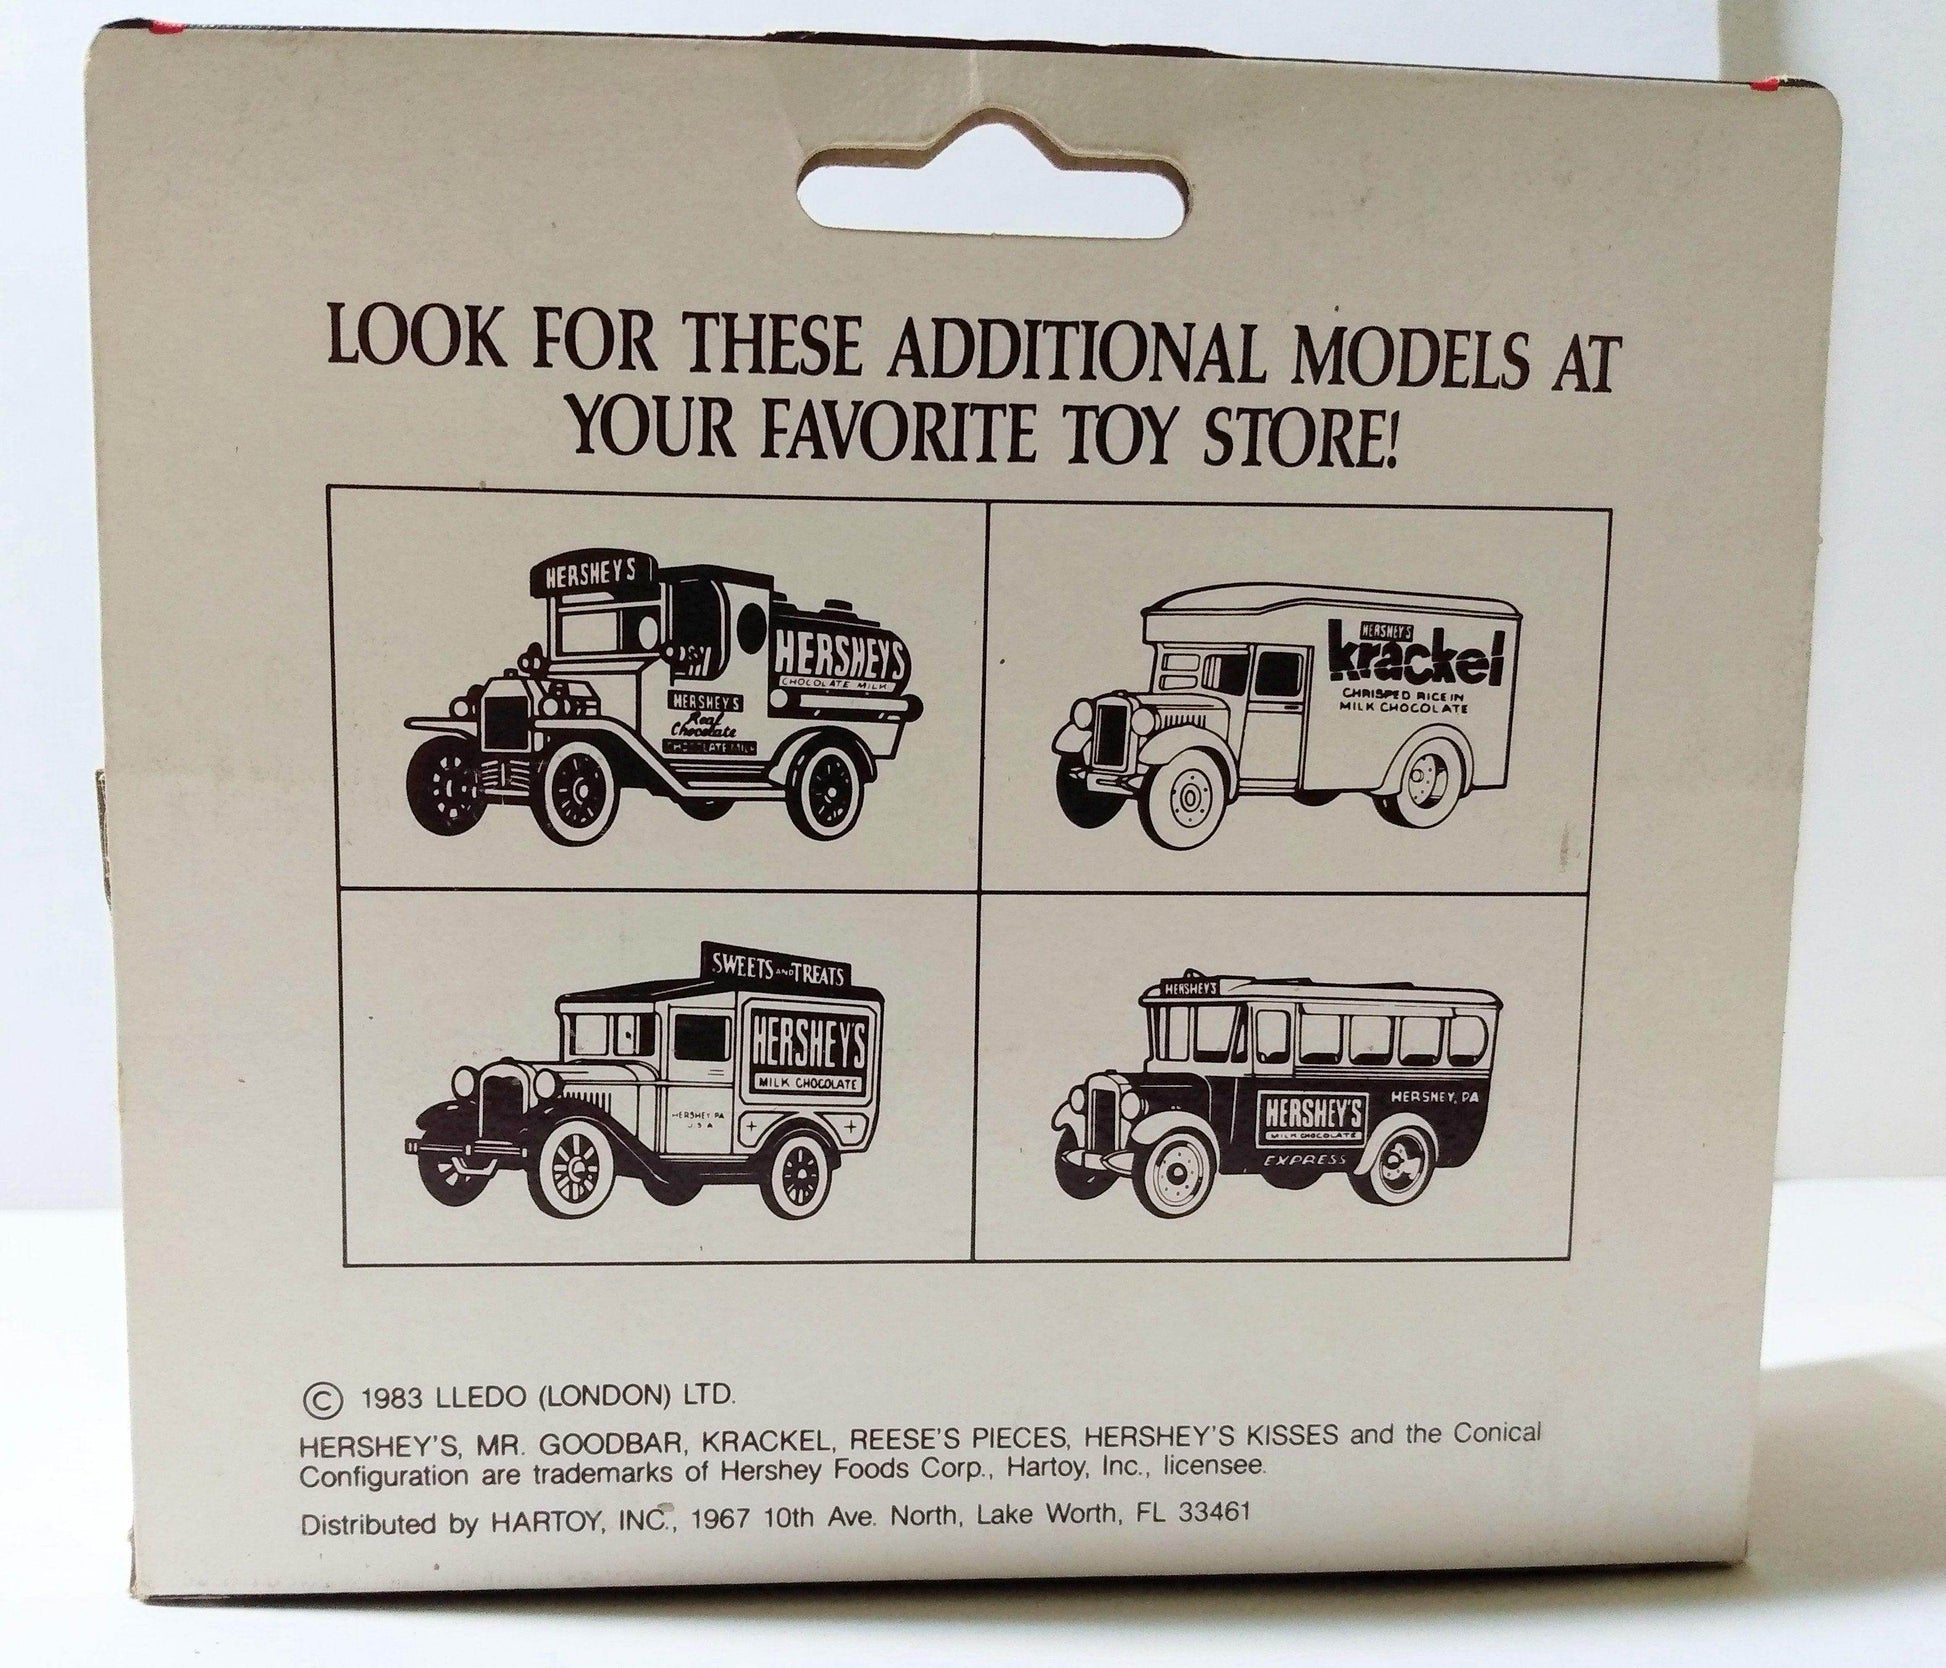 LOOK FOR THESE ADDITIONAL MODELS AT
YOUR FAVORITE TOY STORE!
HERSHEY'S
HERSHEY'S
CHOCOLATE MILK
HERSHEY'S
Real
Chocolate
CHOCOLATE MILK
HERSHEY'S
krackel
CHRISPED RICE IN
MILK CHOCOLATE
SWEETS AND TREATS
HERSHEY'S
MILK CHOCOLATE
HERSHEY PA
U.S.A
HERSHEY'S
HERSHEY, PA
HERSHEY'S
MILK CHOCOLATE
EXPRESS
© 1983 LLEDO (LONDON) LTD.
HERSHEY'S, MR. GOODBAR, KRACKEL, REESE'S PIECES, HERSHEY'S KISSES and the Conical
Configuration are trademarks of Hershey Foods Corp., Hartoy, Inc., licensee.
Distributed by HARTOY, INC., 1967 10th Ave. North, Lake Worth, FL 33461